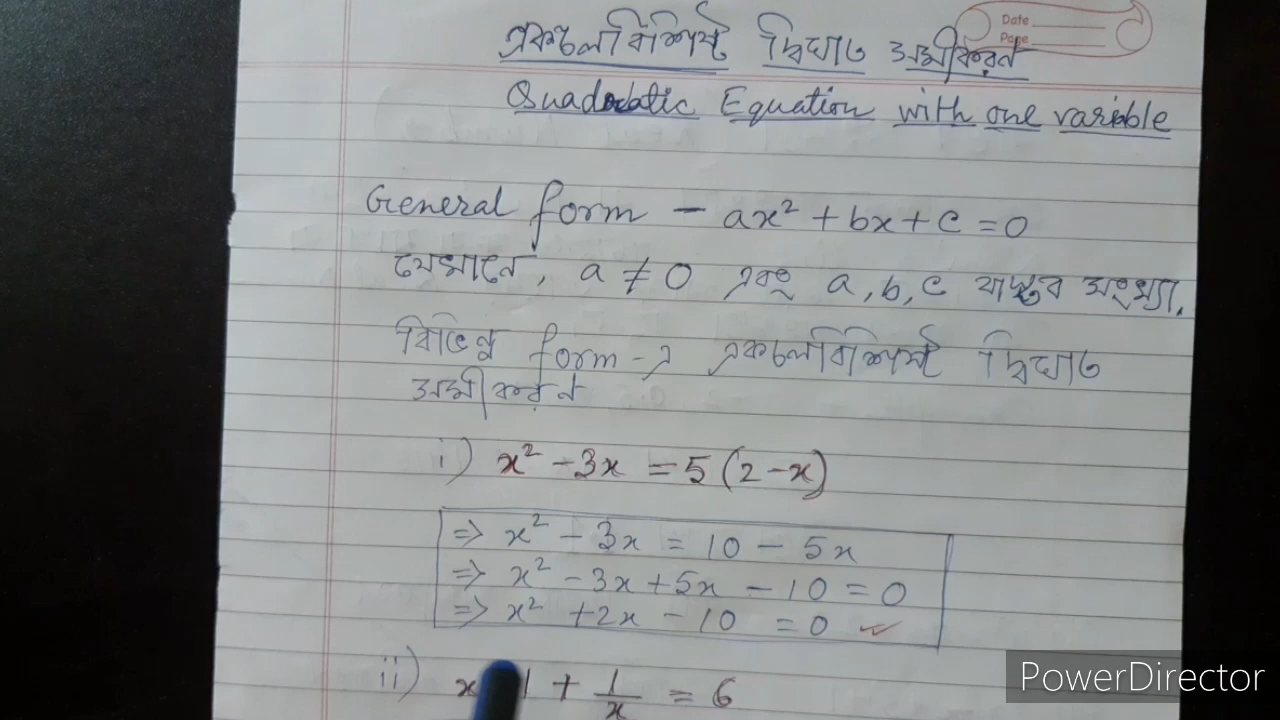 Date
Page
একচলবিশিষ্ট দ্বিঘাত সমীকরণ
Quadratic Equation with one variable
General form - ax² + bx + c = 0
যেখানে, a ≠ 0 এবং a, b, c বাস্তব সংখ্যা.
বিভিন্ন form-এ একচলবিশিষ্ট দ্বিঘাত
সমীকরণ
i) x² - 3x = 5(2-x)
⇒ x² - 3x = 10 - 5x
⇒ x² - 3x + 5x - 10 = 0
⇒ x² + 2x - 10 = 0 ✓
ii) x 1 + 1/x = 6
PowerDirector